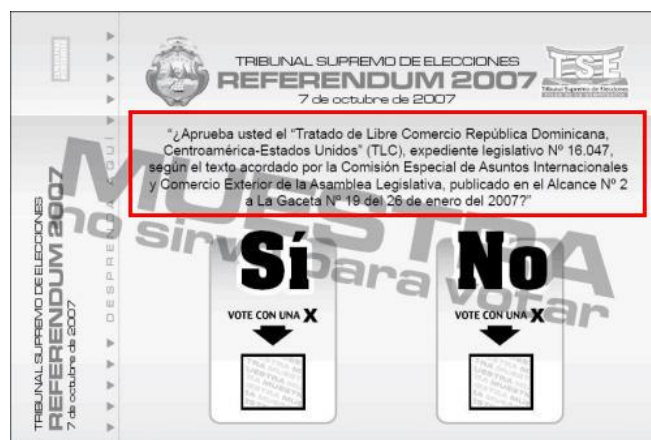 TRIBUNAL SUPREMO DE ELECCIONES
REFERENDUM 2007
7 de octubre de 2007
TSE
Tribunal Supremo de Elecciones
"¿Aprueba usted el "Tratado de Libre Comercio República Dominicana,
Centroamérica-Estados Unidos" (TLC), expediente legislativo Nº 16.047,
según el texto acordado por la Comisión Especial de Asuntos Internacionales
y Comercio Exterior de la Asamblea Legislativa, publicado en el Alcance Nº 2
a La Gaceta Nº 19 del 26 de enero del 2007?"
MUESTRA
no sirve para votar
Sí
No
VOTE CON UNA X
VOTE CON UNA X
DESPRENDA AQUÍ
TRIBUNAL SUPREMO DE ELECCIONES
REFERENDUM 2007
7 de octubre de 2007